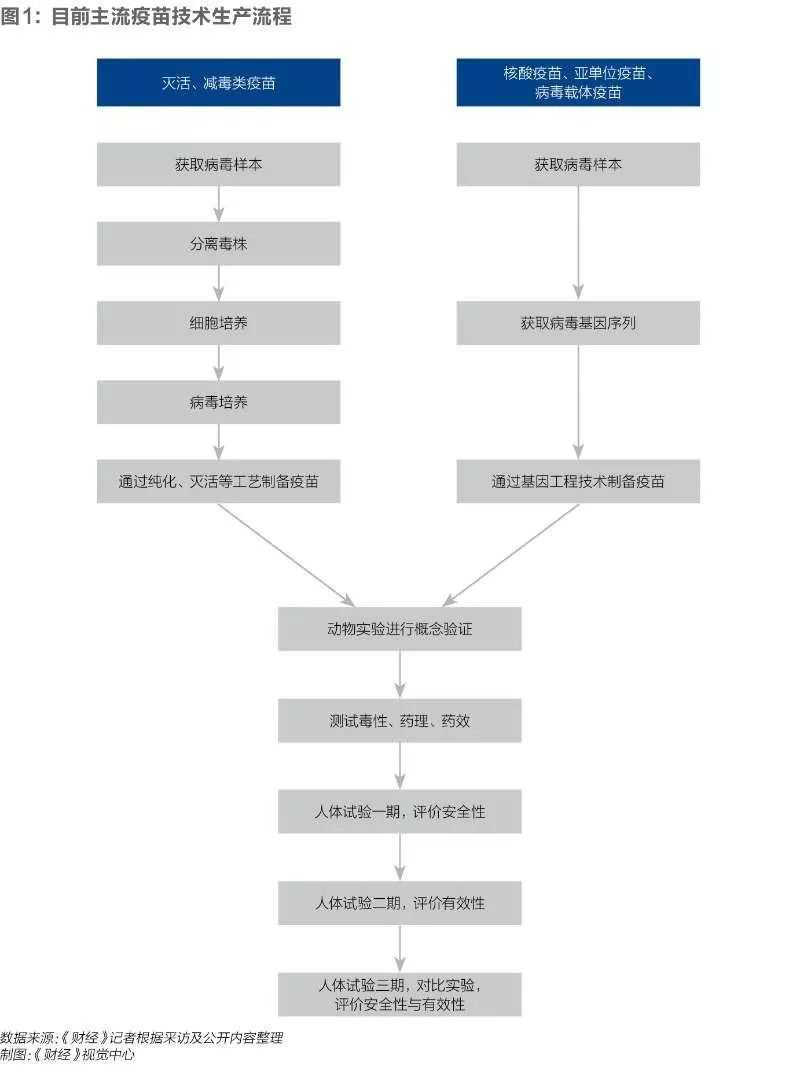 图1：目前主流疫苗技术生产流程
灭活、减毒类疫苗
获取病毒样本
分离毒株
细胞培养
病毒培养
通过纯化、灭活等工艺制备疫苗
核酸疫苗、亚单位疫苗、
病毒载体疫苗
获取病毒样本
获取病毒基因序列
通过基因工程技术制备疫苗
动物实验进行概念验证
测试毒性、药理、药效
人体试验一期，评价安全性
人体试验二期，评价有效性
人体试验三期，对比实验，
评价安全性与有效性
数据来源：《财经》记者根据采访及公开内容整理
制图：《财经》视觉中心